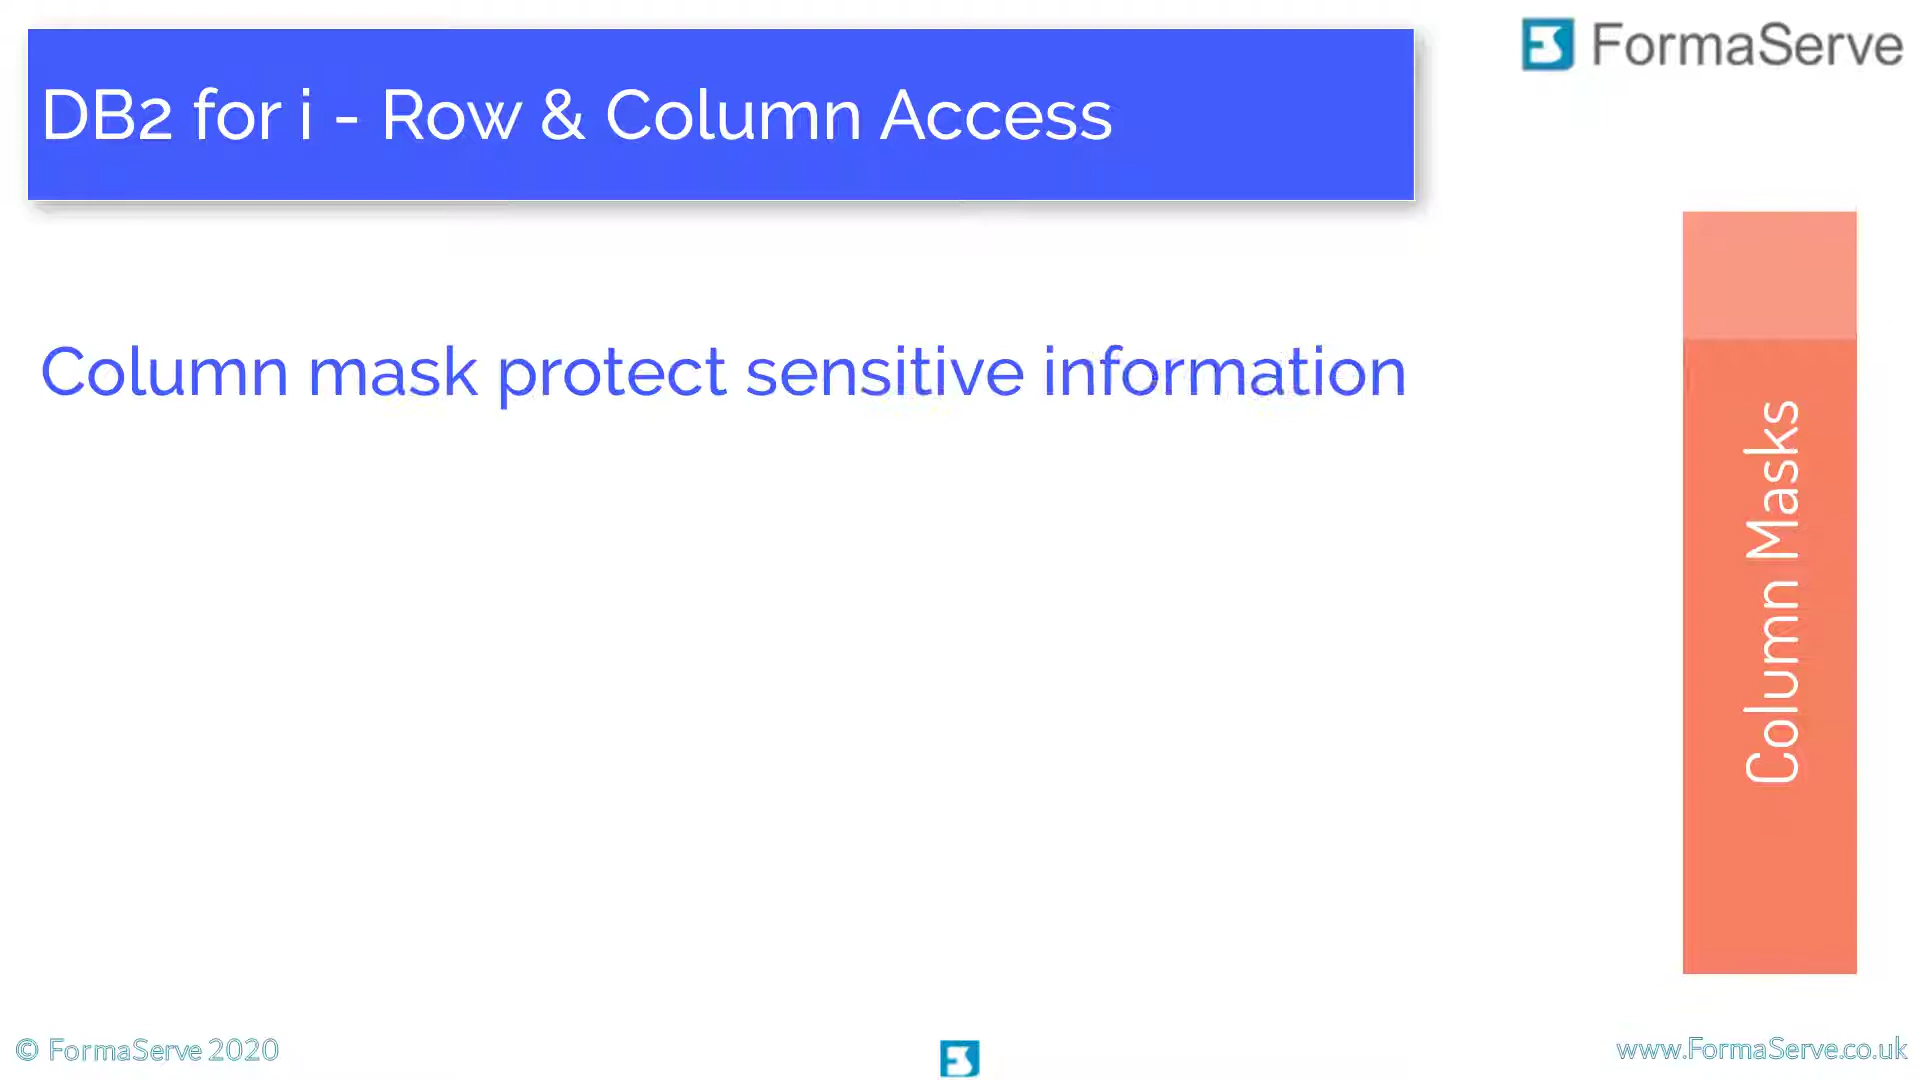 DB2 for i - Row & Column Access
FormaServe
Column mask protect sensitive information
Column Masks
© FormaServe 2020
www.FormaServe.co.uk